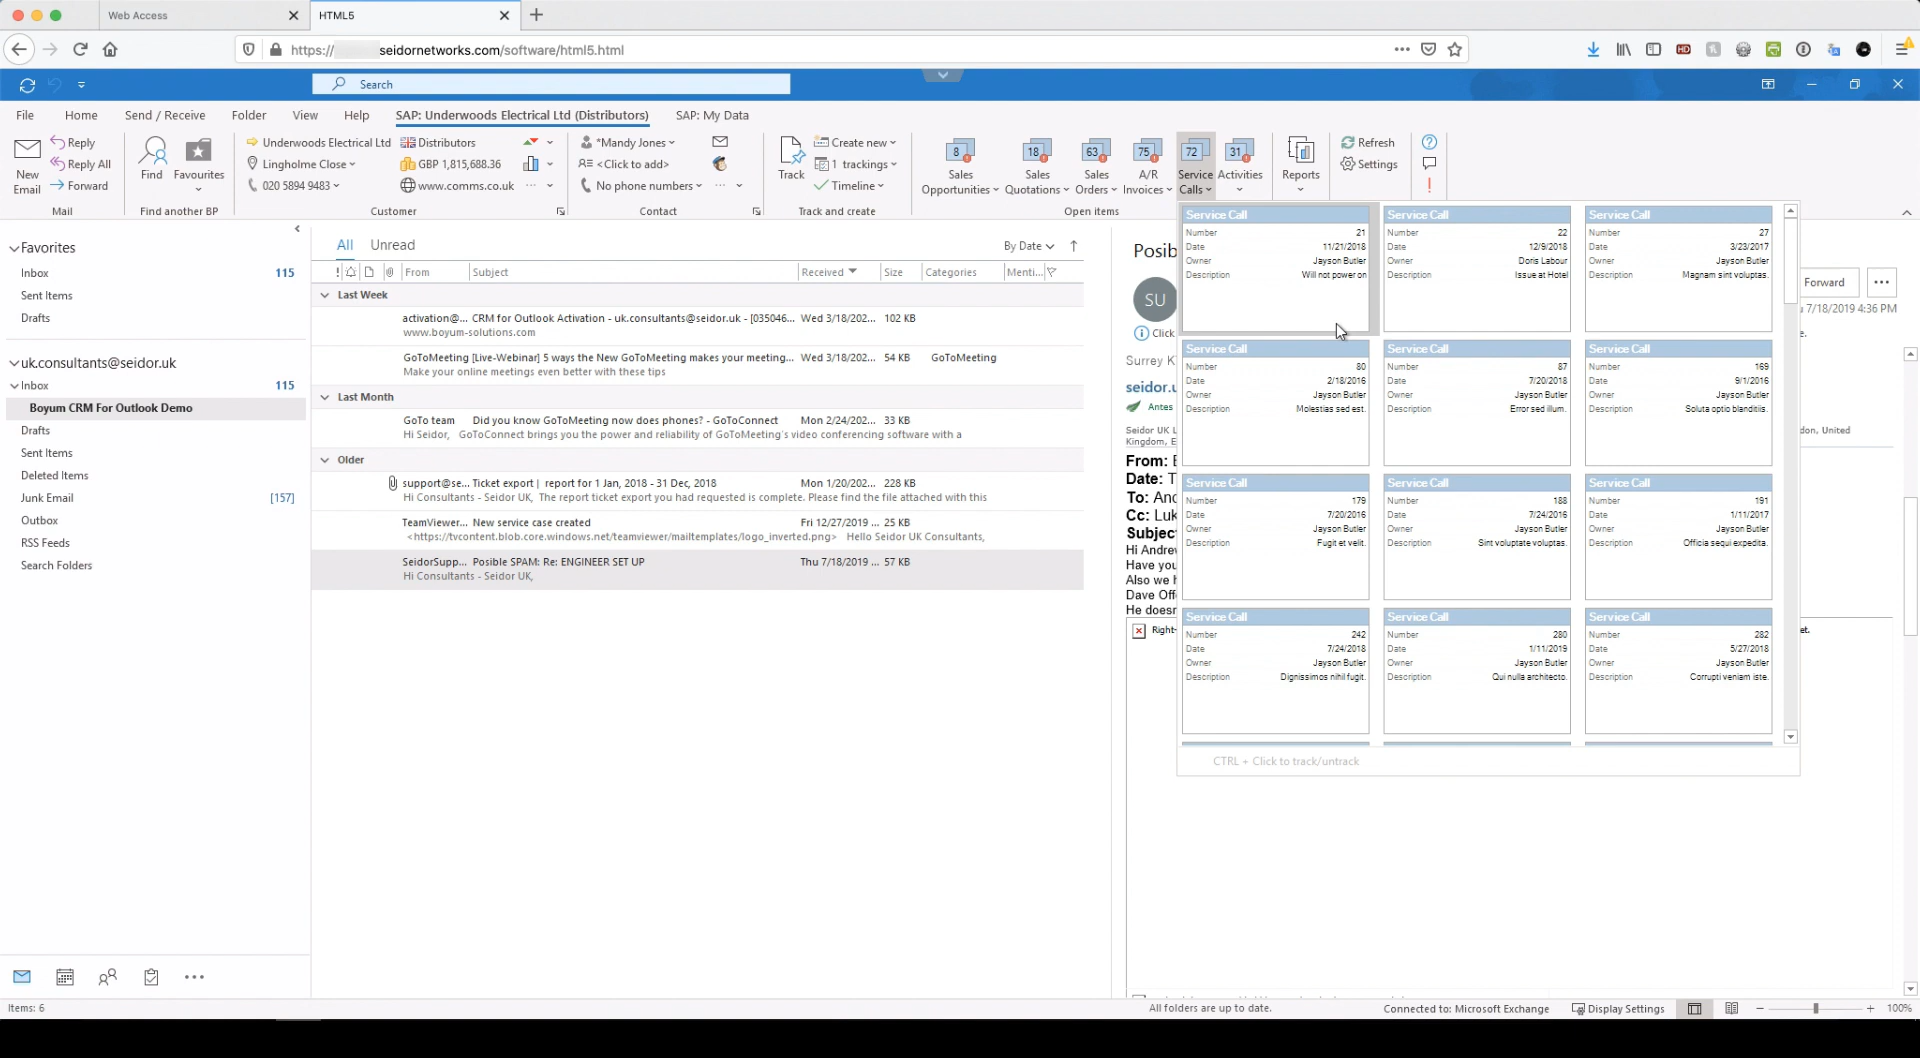 Web Access
HTML5
https:// seidornetworks.com/software/html5.html
Search
File Home Send / Receive Folder View Help SAP: Underwoods Electrical Ltd (Distributors) SAP: My Data
New Email
Reply
Reply All
Forward
Mail
Find
Favourites
Find another BP
Underwoods Electrical Ltd
Lingholme Close
020 5894 9483
Distributors
GBP 1,815,688.36
www.comms.co.uk
Customer
*Mandy Jones
<Click to add>
No phone numbers
Contact
Track
Create new
1 trackings
Timeline
Track and create
8 Sales Opportunities
18 Sales Quotations
63 Sales Orders
75 A/R Invoices
72 Service Calls
31 Activities
Open items
Reports
Refresh
Settings
Favorites
Inbox 115
Sent Items
Drafts
uk.consultants@seidor.uk
Inbox 115
Boyum CRM For Outlook Demo
Drafts
Sent Items
Deleted Items
Junk Email [157]
Outbox
RSS Feeds
Search Folders
All Unread By Date
From Subject Received Size Categories Menti...
Last Week
activation@... CRM for Outlook Activation - uk.consultants@seidor.uk - [035046... Wed 3/18/202... 102 KB
www.boyum-solutions.com
GoToMeeting [Live-Webinar] 5 ways the New GoToMeeting makes your meeting... Wed 3/18/202... 54 KB GoToMeeting
Make your online meetings even better with these tips
Last Month
GoTo team Did you know GoToMeeting now does phones? - GoToConnect Mon 2/24/202... 33 KB
Hi Seidor, GoToConnect brings you the power and reliability of GoToMeeting's video conferencing software with a
Older
support@se... Ticket export | report for 1 Jan, 2018 - 31 Dec, 2018 Mon 1/20/202... 228 KB
Hi Consultants - Seidor UK, The report ticket export you had requested is complete. Please find the file attached with this
TeamViewer... New service case created Fri 12/27/2019 ... 25 KB
<https://tvcontent.blob.core.windows.net/teamviewer/mailtemplates/logo_inverted.png> Hello Seidor UK Consultants,
SeidorSupp... Posible SPAM: Re: ENGINEER SET UP Thu 7/18/2019 ... 57 KB
Hi Consultants - Seidor UK,
Posib
SU
Click
Surrey K
seidor.u
Antes
Seidor UK L
Kingdom, E
From:
Date: T
To: And
Cc: Luk
Subjec
Hi Andre
Have you
Also we h
Dave Off
He doesn
Right-
Forward
7/18/2019 4:36 PM
don, United
et.
Service Call
Number 21
Date 11/21/2018
Owner Jayson Butler
Description Will not power on
Service Call
Number 22
Date 12/9/2018
Owner Doris Labour
Description Issue at Hotel
Service Call
Number 27
Date 3/23/2017
Owner Jayson Butler
Description Magnam sint voluptas.
Service Call
Number 80
Date 2/18/2016
Owner Jayson Butler
Description Molestias sed est.
Service Call
Number 87
Date 7/20/2018
Owner Jayson Butler
Description Error sed illum.
Service Call
Number 169
Date 9/1/2016
Owner Jayson Butler
Description Soluta optio blanditiis.
Service Call
Number 179
Date 7/20/2016
Owner Jayson Butler
Description Fugit et velit.
Service Call
Number 188
Date 7/24/2016
Owner Jayson Butler
Description Sint voluptate voluptas.
Service Call
Number 191
Date 1/11/2017
Owner Jayson Butler
Description Officia sequi expedita.
Service Call
Number 242
Date 7/24/2018
Owner Jayson Butler
Description Dignissimos nihil fugit.
Service Call
Number 280
Date 1/11/2019
Owner Jayson Butler
Description Qui nulla architecto.
Service Call
Number 282
Date 5/27/2018
Owner Jayson Butler
Description Corrupti veniam iste.
CTRL + Click to track/untrack
Items: 6
All folders are up to date.
Connected to: Microsoft Exchange
Display Settings
100%